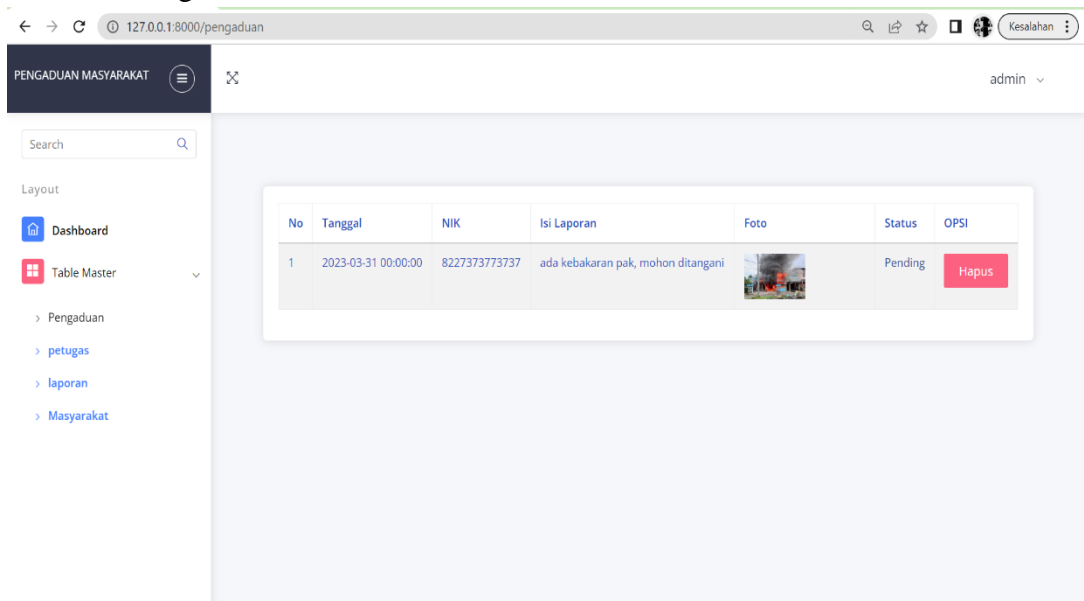 127.0.0.1:8000/pengaduan
Kesalahan
PENGADUAN MASYARAKAT
admin
Search
Layout
Dashboard
Table Master
Pengaduan
petugas
laporan
Masyarakat
No Tanggal NIK Isi Laporan Foto Status OPSI
1 2023-03-31 00:00:00 8227373773737 ada kebakaran pak, mohon ditangani Pending Hapus